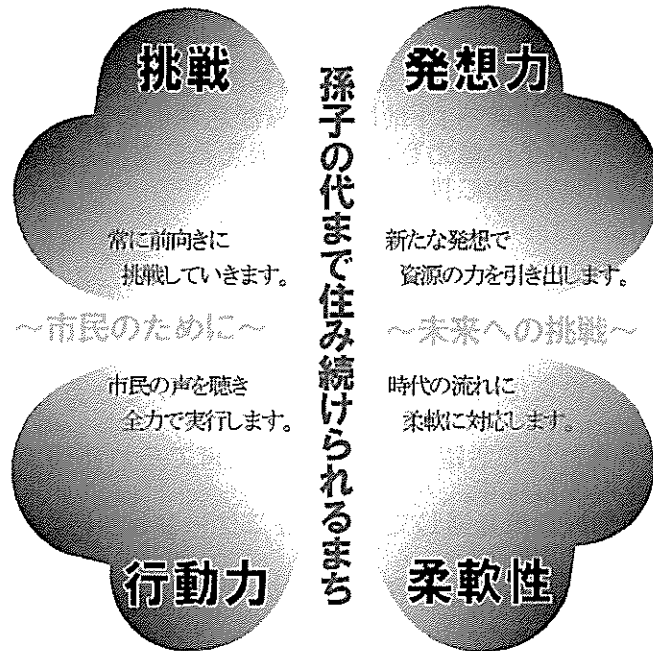 挑戦
発想力
孫子の代まで住み続けられるまち
常に前向きに
挑戦していきます。
新たな発想で
資源の力を引き出します。
～市民のために～
～未来への挑戦～
市民の声を聴き
全力で実行します。
時代の流れに
柔軟に対応します。
行動力
柔軟性